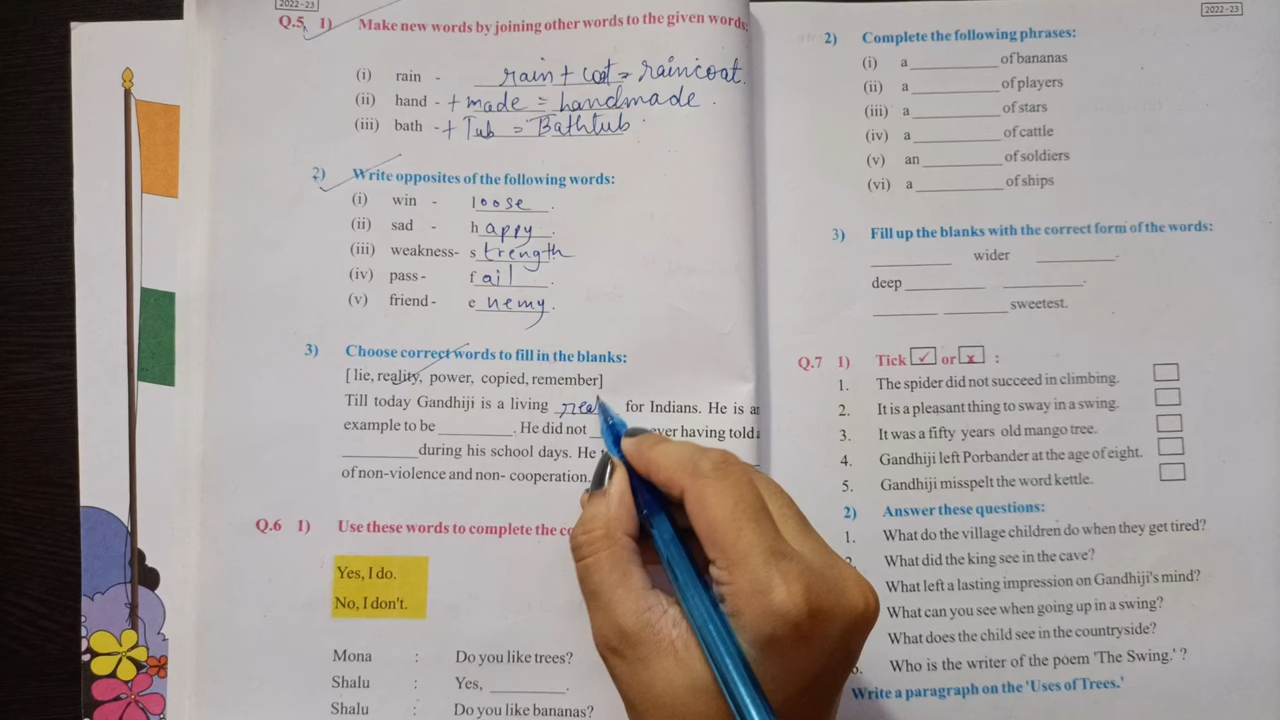 2022-23
Q.5 1) Make new words by joining other words to the given words:
(i) rain - rain + coat = raincoat.
(ii) hand - + made = handmade.
(iii) bath - + Tub = Bathtub.
2) Write opposites of the following words:
(i) win - loose.
(ii) sad - happy.
(iii) weakness- strength
(iv) pass - fail.
(v) friend - enemy.
3) Choose correct words to fill in the blanks:
[ lie, reality, power, copied, remember]
Till today Gandhiji is a living rea for Indians. He is an
example to be ________. He did not ever having told a
________ during his school days. He
of non-violence and non- cooperation.
Q.6 1) Use these words to complete the
Yes, I do.
No, I don't.
Mona : Do you like trees?
Shalu : Yes, ________.
Shalu : Do you like bananas?
2022-23
2) Complete the following phrases:
(i) a ________ of bananas
(ii) a ________ of players
(iii) a ________ of stars
(iv) a ________ of cattle
(v) an ________ of soldiers
(vi) a ________ of ships
3) Fill up the blanks with the correct form of the words:
________ wider ________.
deep ________ ________.
________ ________ sweetest.
Q.7 1) Tick ✓ or x :
1. The spider did not succeed in climbing.
2. It is a pleasant thing to sway in a swing.
3. It was a fifty years old mango tree.
4. Gandhiji left Porbander at the age of eight.
5. Gandhiji misspelt the word kettle.
2) Answer these questions:
1. What do the village children do when they get tired?
What did the king see in the cave?
What left a lasting impression on Gandhiji's mind?
What can you see when going up in a swing?
What does the child see in the countryside?
Who is the writer of the poem 'The Swing.' ?
Write a paragraph on the 'Uses of Trees.'